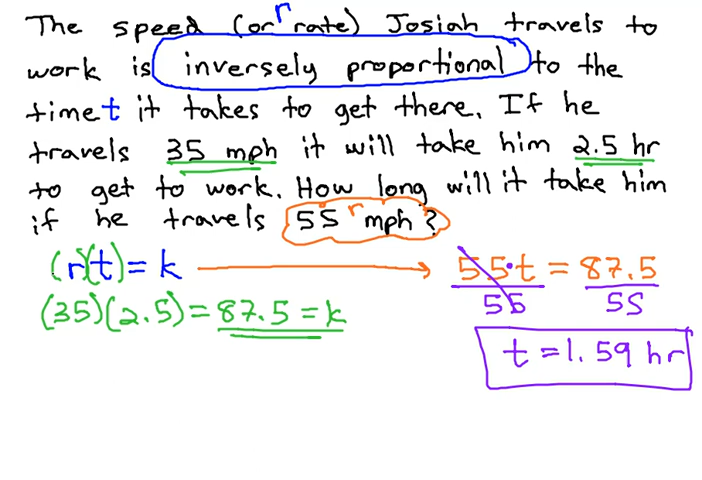 The speed (or r rate) Josiah travels to
work is inversely proportional to the
time t it takes to get there. If he
travels 35 mph it will take him 2.5 hr
to get to work. How long will it take him
if he travels 55 r mph?
(r)(t) = k
55·t = 87.5
55 55
(35)(2.5) = 87.5 = k
t = 1.59 hr